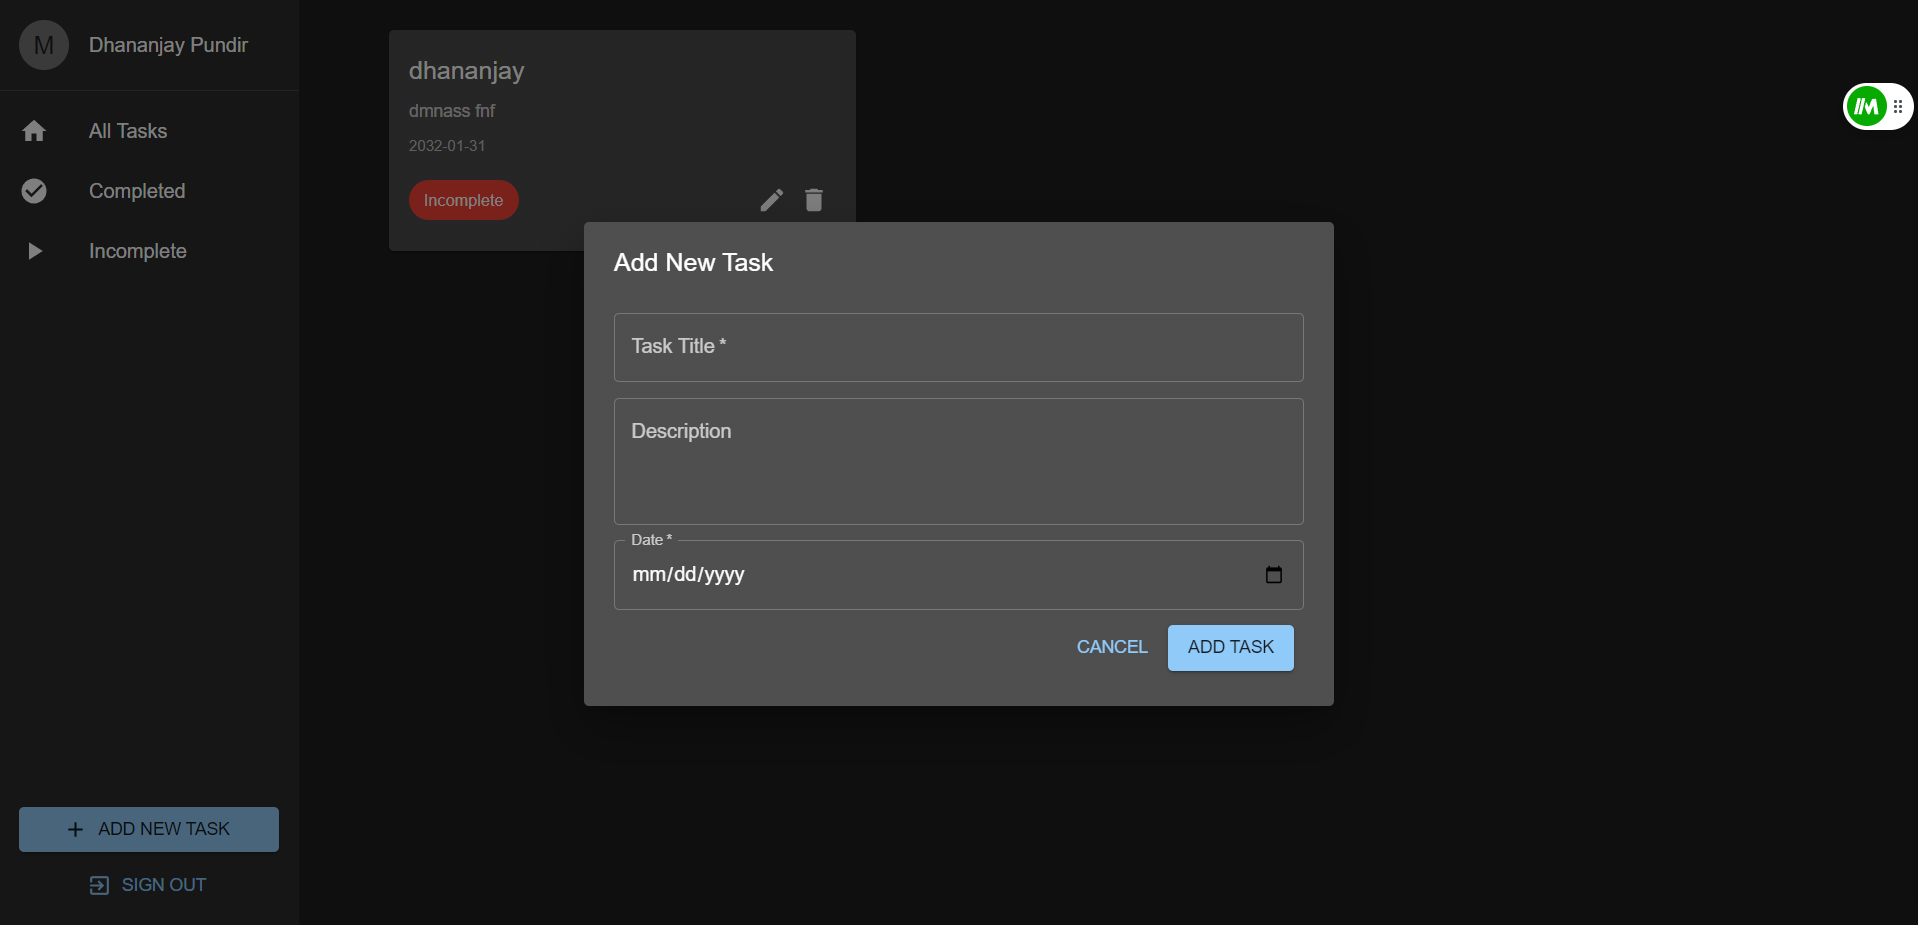 M
Dhananjay Pundir
All Tasks
Completed
Incomplete
dhananjay
dmnass fnf
2032-01-31
Incomplete
Add New Task
Task Title *
Description
Date *
mm/dd/yyyy
CANCEL
ADD TASK
ADD NEW TASK
SIGN OUT